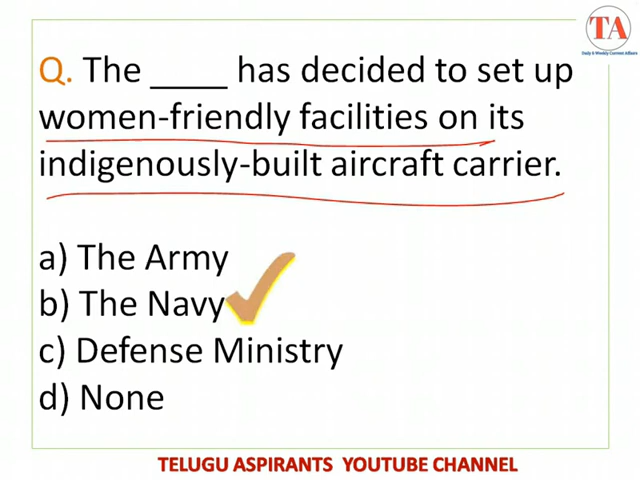 TA
Daily & Weekly Current Affairs
Q. The ____ has decided to set up
women-friendly facilities on its
indigenously-built aircraft carrier.
a) The Army
b) The Navy
c) Defense Ministry
d) None
TELUGU ASPIRANTS YOUTUBE CHANNEL